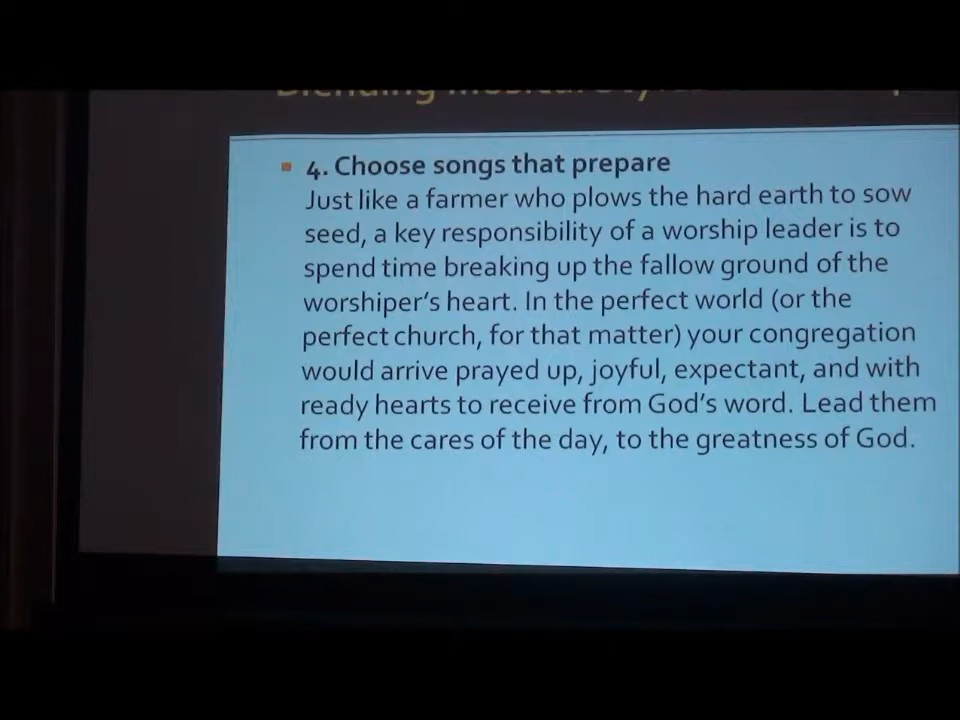 Blending Musical
4. Choose songs that prepare
Just like a farmer who plows the hard earth to sow
seed, a key responsibility of a worship leader is to
spend time breaking up the fallow ground of the
worshiper's heart. In the perfect world (or the
perfect church, for that matter) your congregation
would arrive prayed up, joyful, expectant, and with
ready hearts to receive from God's word. Lead them
from the cares of the day, to the greatness of God.